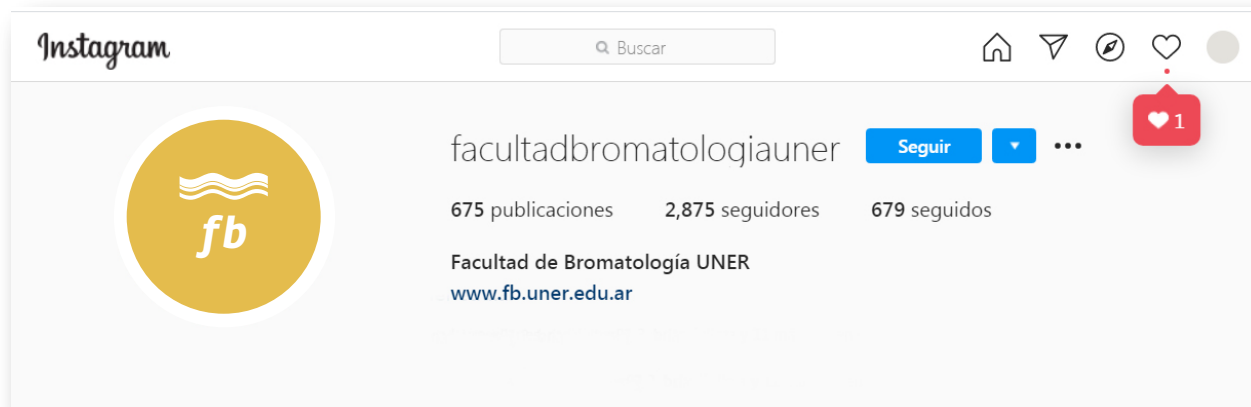 Instagram
Buscar
1
facultadbromatologiauner Seguir
675 publicaciones 2,875 seguidores 679 seguidos
fb
Facultad de Bromatología UNER
www.fb.uner.edu.ar